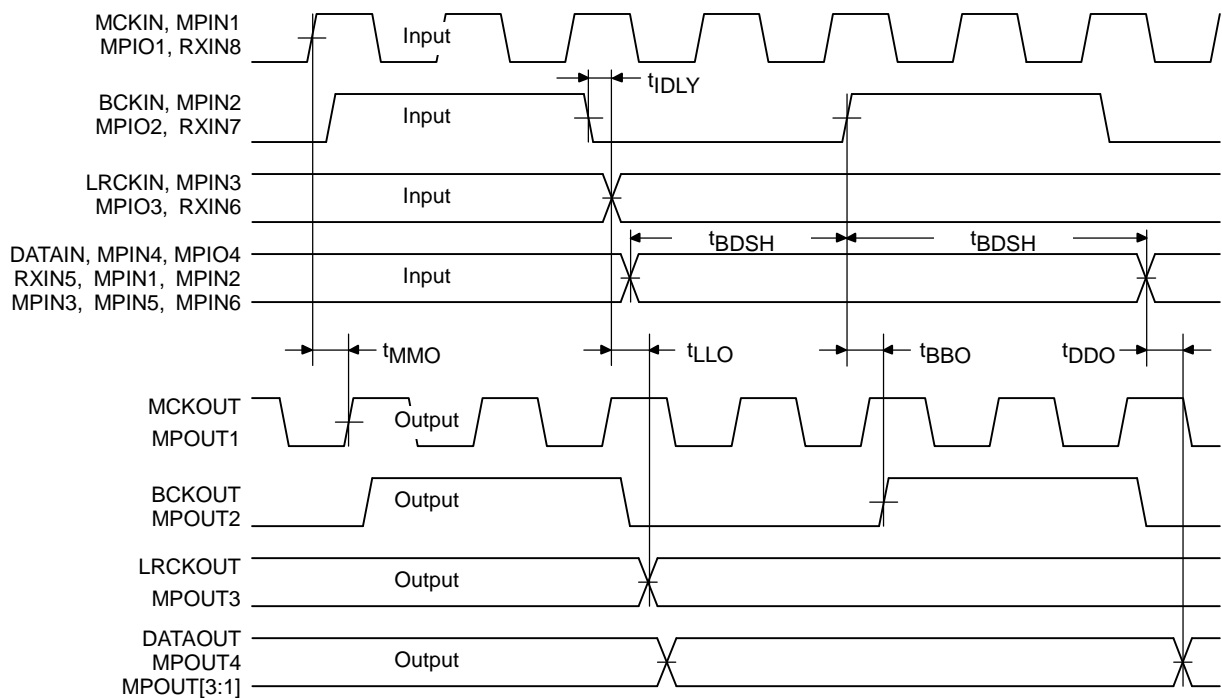 MCKIN, MPIN1
MPIO1, RXIN8
Input
tIDLY
BCKIN, MPIN2
MPIO2, RXIN7
Input
LRCKIN, MPIN3
MPIO3, RXIN6
Input
tBDSH
tBDSH
DATAIN, MPIN4, MPIO4
RXIN5, MPIN1, MPIN2
MPIN3, MPIN5, MPIN6
Input
tMMO
tLLO
tBBO
tDDO
MCKOUT
MPOUT1
Output
BCKOUT
MPOUT2
Output
LRCKOUT
MPOUT3
Output
DATAOUT
MPOUT4
MPOUT[3:1]
Output